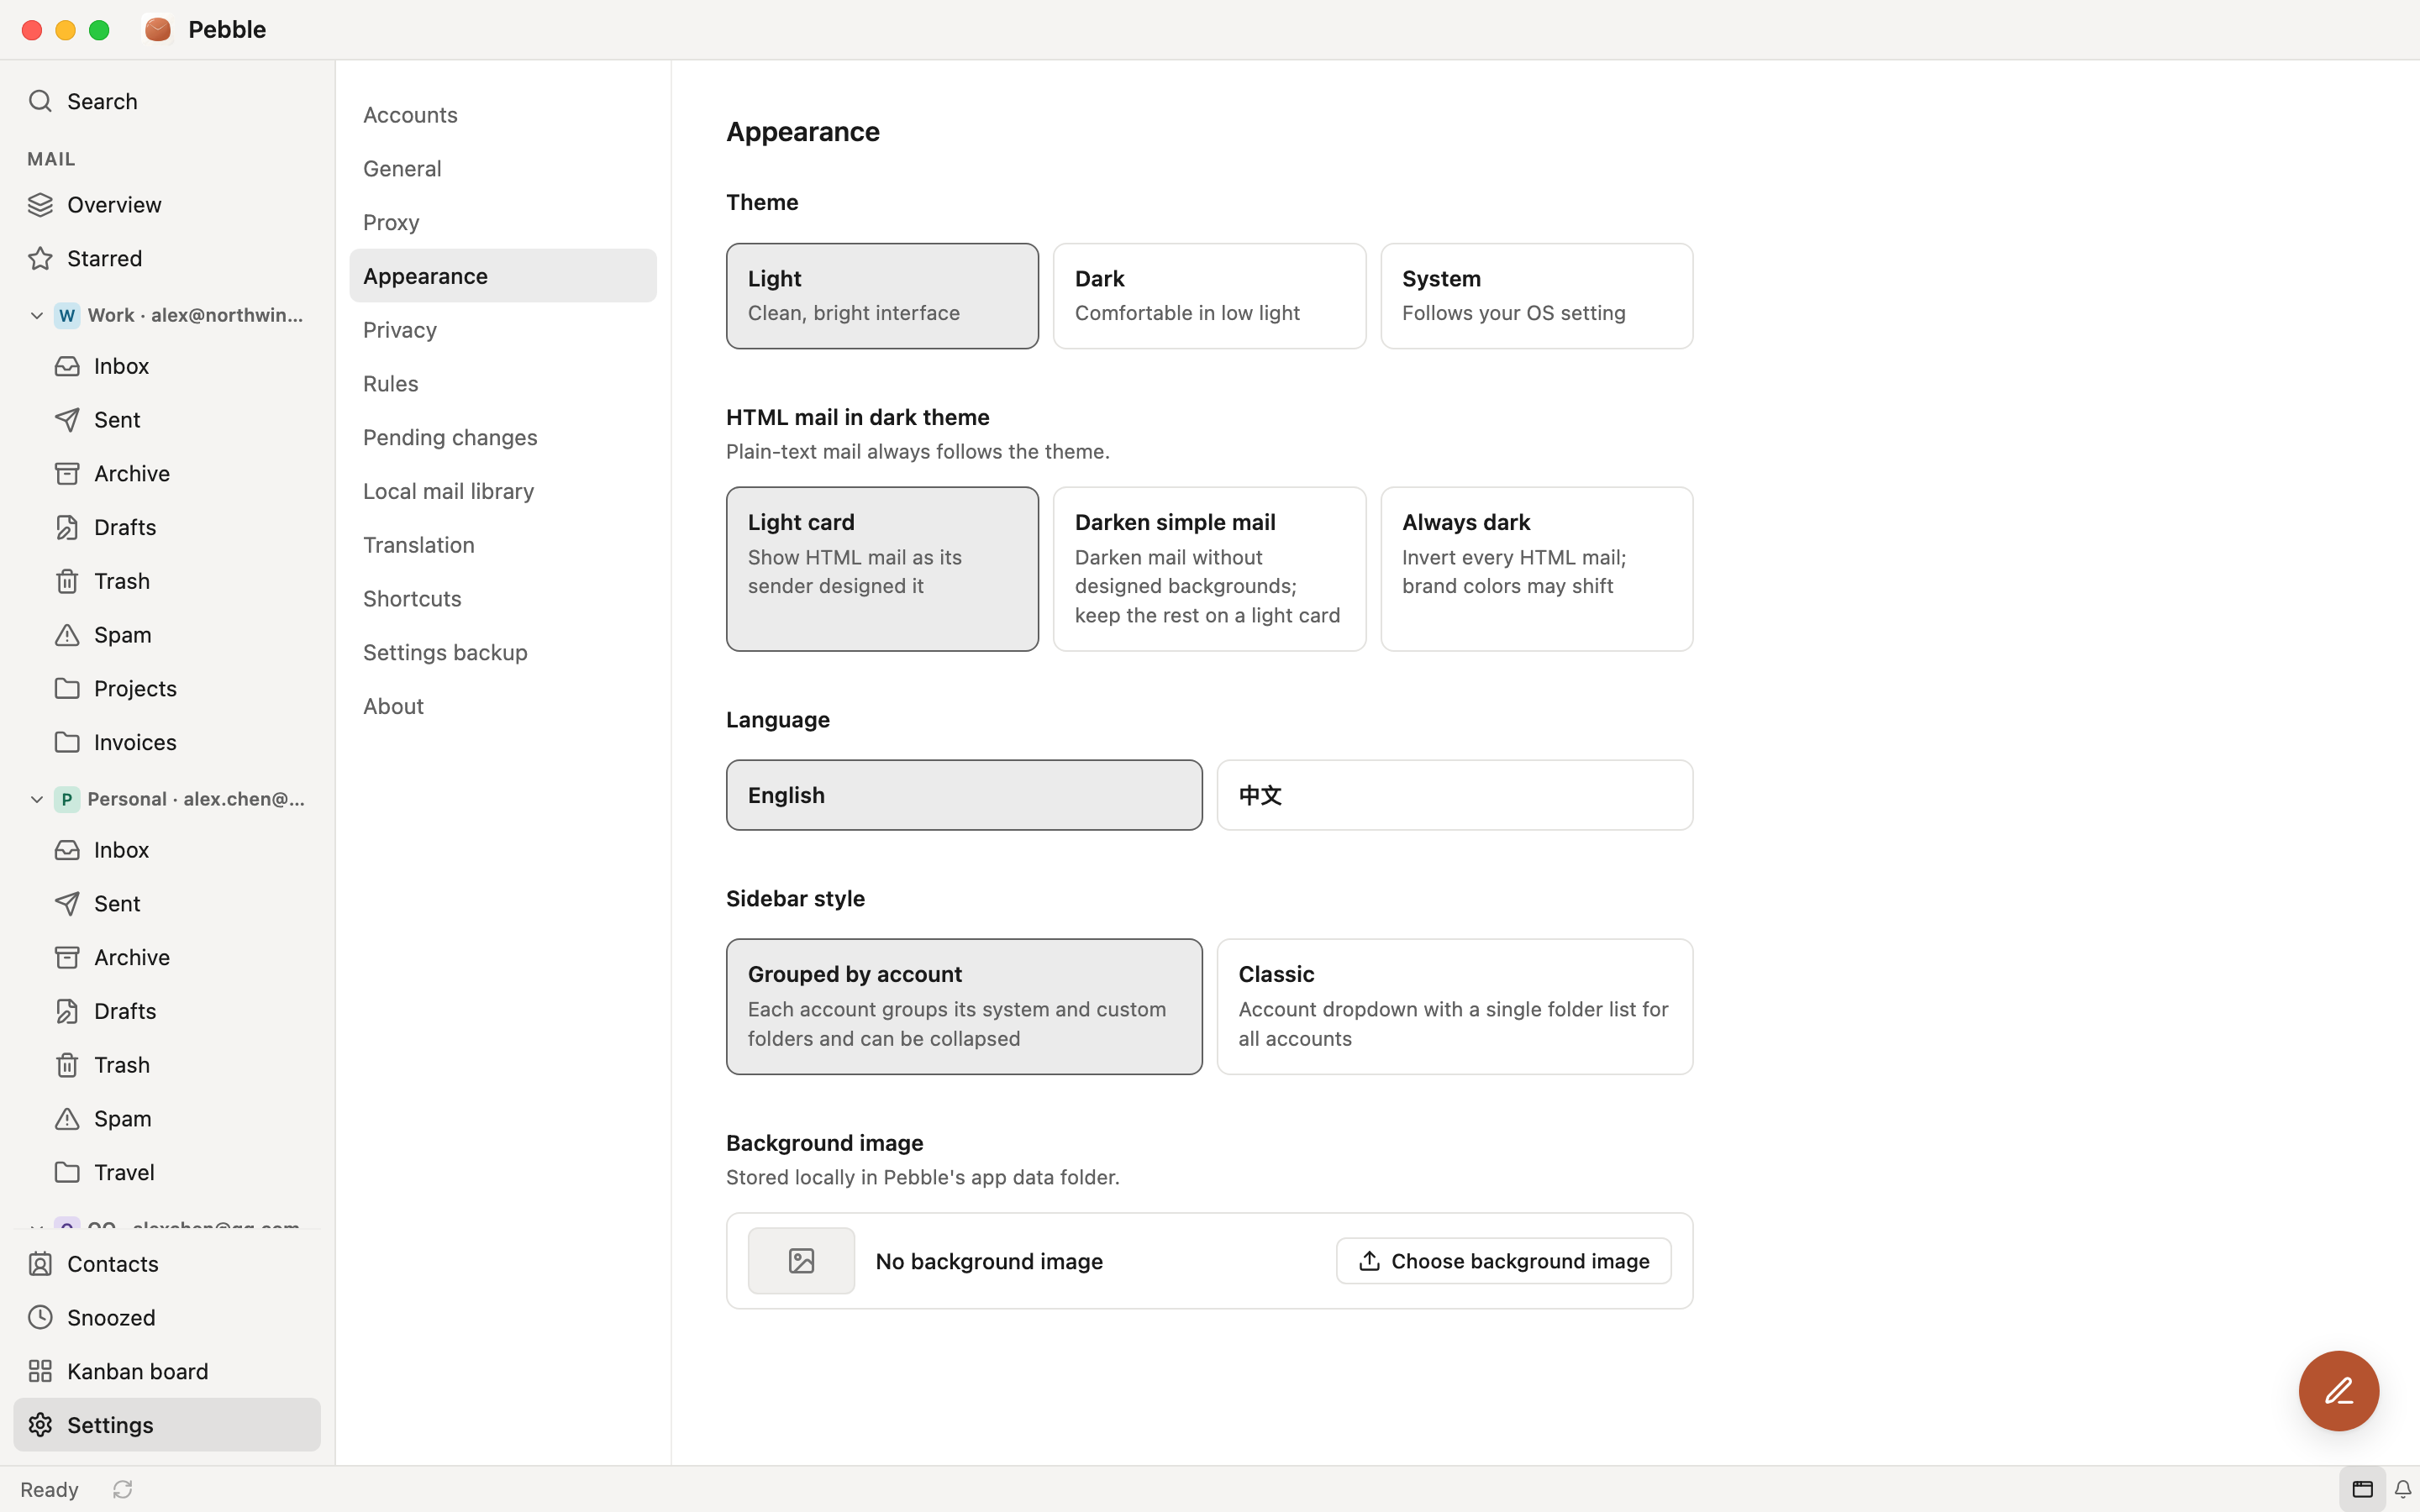 Pebble
Search
MAIL
Overview
Starred
W Work · alex@northwin...
Inbox
Sent
Archive
Drafts
Trash
Spam
Projects
Invoices
P Personal · alex.chen@...
Inbox
Sent
Archive
Drafts
Trash
Spam
Travel
QQ · alexchen@qq.com
Contacts
Snoozed
Kanban board
Settings
Accounts
General
Proxy
Appearance
Privacy
Rules
Pending changes
Local mail library
Translation
Shortcuts
Settings backup
About
Appearance
Theme
Light
Clean, bright interface
Dark
Comfortable in low light
System
Follows your OS setting
HTML mail in dark theme
Plain-text mail always follows the theme.
Light card
Show HTML mail as its
sender designed it
Darken simple mail
Darken mail without
designed backgrounds;
keep the rest on a light card
Always dark
Invert every HTML mail;
brand colors may shift
Language
English
中文
Sidebar style
Grouped by account
Each account groups its system and custom
folders and can be collapsed
Classic
Account dropdown with a single folder list for
all accounts
Background image
Stored locally in Pebble's app data folder.
No background image
Choose background image
Ready